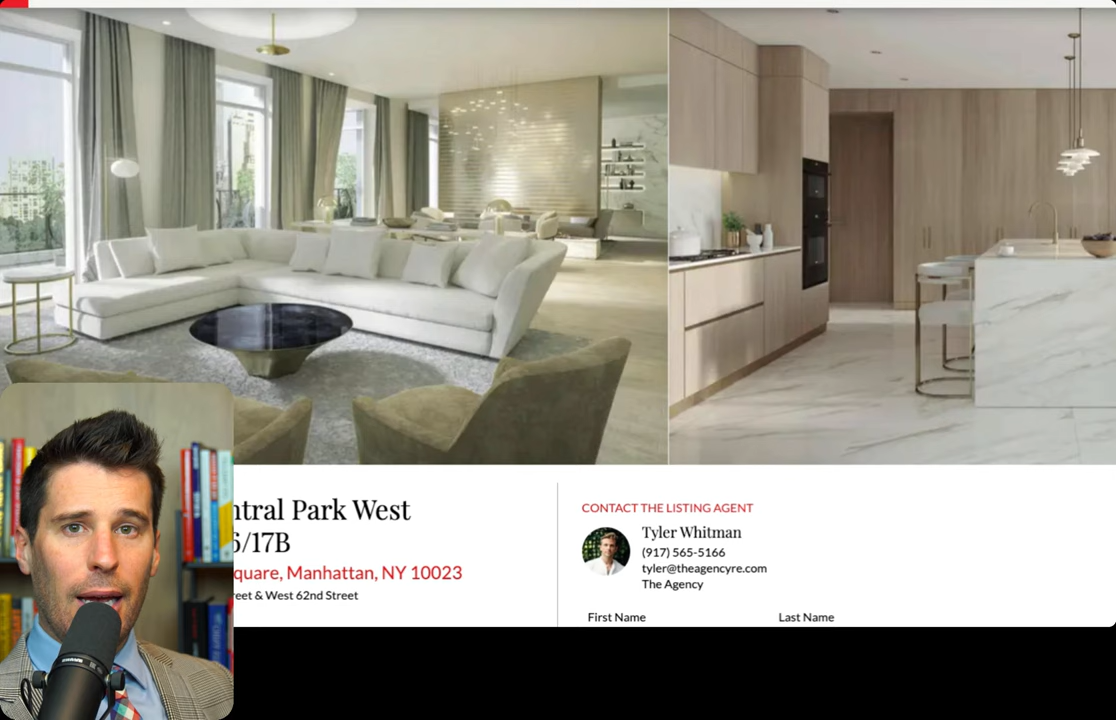 ntral Park West
6/17B
quare, Manhattan, NY 10023
reet & West 62nd Street
CONTACT THE LISTING AGENT
Tyler Whitman
(917) 565-5166
tyler@theagencyre.com
The Agency
First Name
Last Name